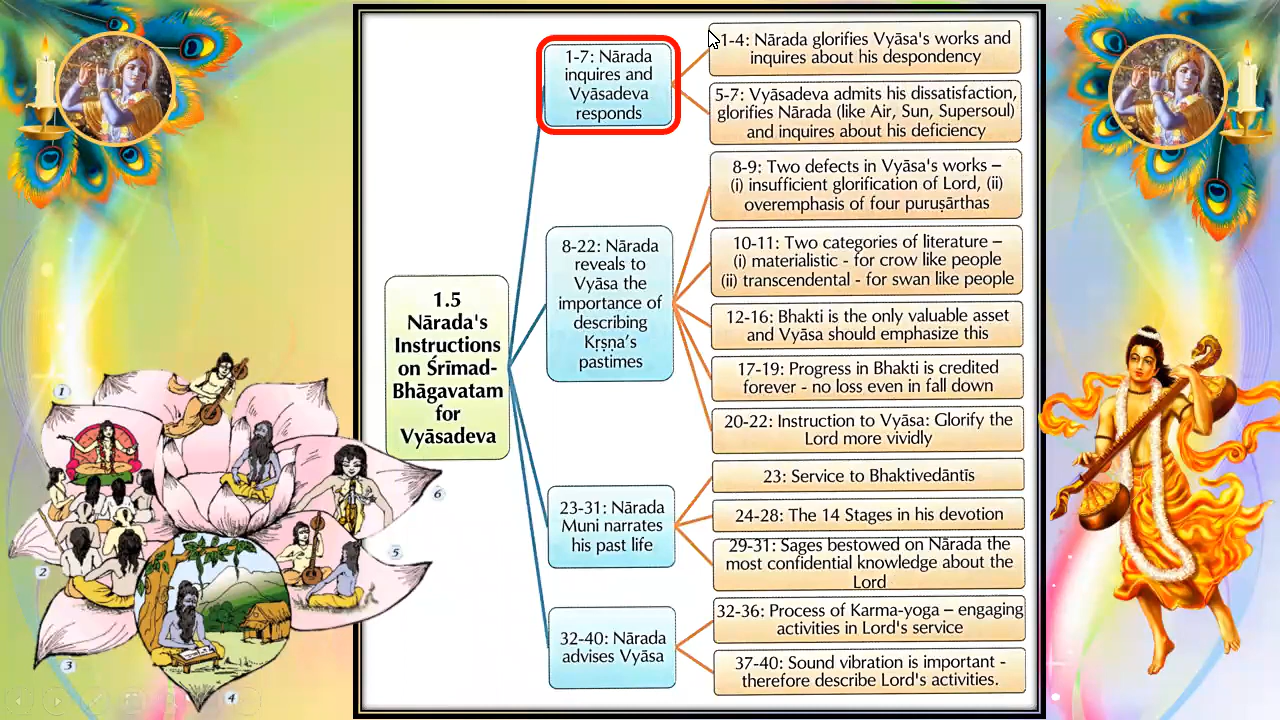 1.5
Nārada's
Instructions
on Śrīmad-
Bhāgavatam
for
Vyāsadeva
1-7: Nārada
inquires and
Vyāsadeva
responds
1-4: Nārada glorifies Vyāsa's works and
inquires about his despondency
5-7: Vyāsadeva admits his dissatisfaction,
glorifies Nārada (like Air, Sun, Supersoul)
and inquires about his deficiency
8-22: Nārada
reveals to
Vyāsa the
importance of
describing
Kṛṣṇa’s
pastimes
8-9: Two defects in Vyāsa's works –
(i) insufficient glorification of Lord, (ii)
overemphasis of four puruṣārthas
10-11: Two categories of literature –
(i) materialistic - for crow like people
(ii) transcendental - for swan like people
12-16: Bhakti is the only valuable asset
and Vyāsa should emphasize this
17-19: Progress in Bhakti is credited
forever - no loss even in fall down
20-22: Instruction to Vyāsa: Glorify the
Lord more vividly
23-31: Nārada
Muni narrates
his past life
23: Service to Bhaktivedāntīs
24-28: The 14 Stages in his devotion
29-31: Sages bestowed on Nārada the
most confidential knowledge about the
Lord
32-40: Nārada
advises Vyāsa
32-36: Process of Karma-yoga – engaging
activities in Lord's service
37-40: Sound vibration is important -
therefore describe Lord's activities.
1
2
3
4
5
6